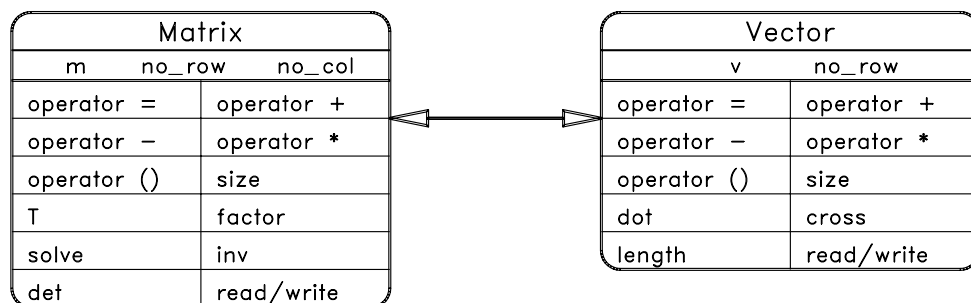 Matrix
m no_row no_col
operator = operator +
operator - operator *
operator () size
T factor
solve inv
det read/write
Vector
v no_row
operator = operator +
operator - operator *
operator () size
dot cross
length read/write